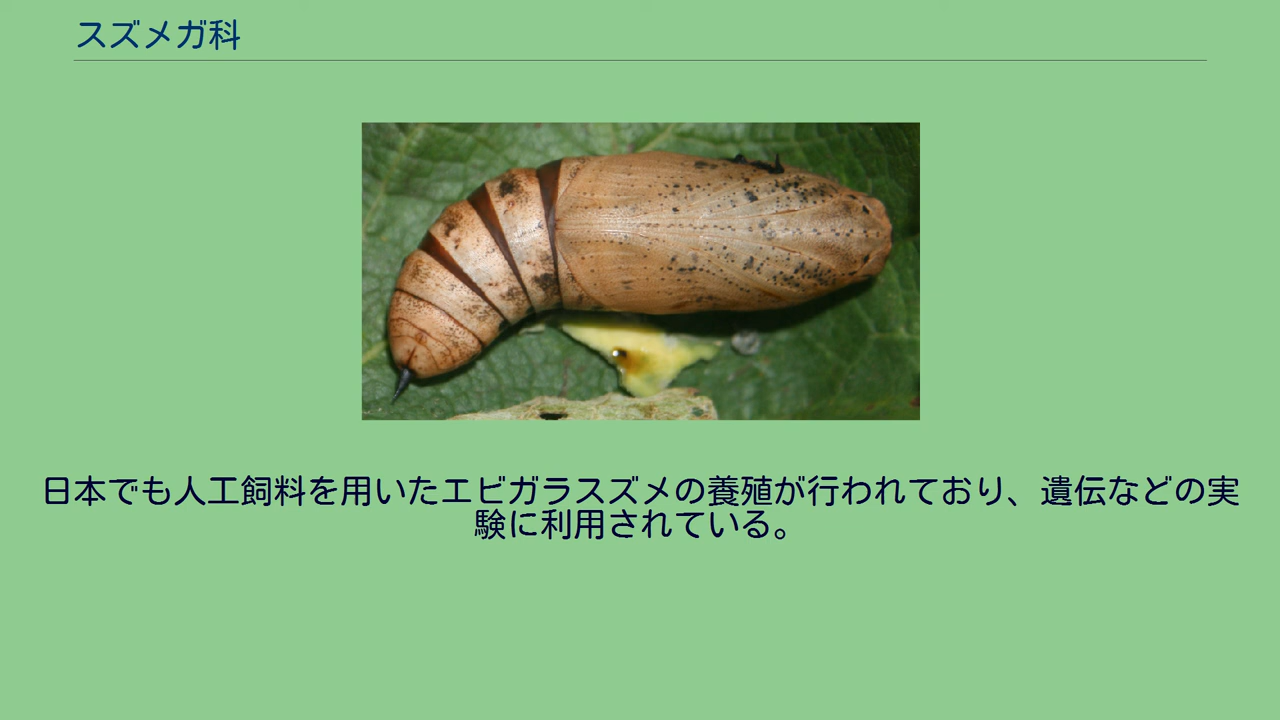 スズメガ科
日本でも人工飼料を用いたエビガラスズメの養殖が行われており、遺伝などの実
験に利用されている。